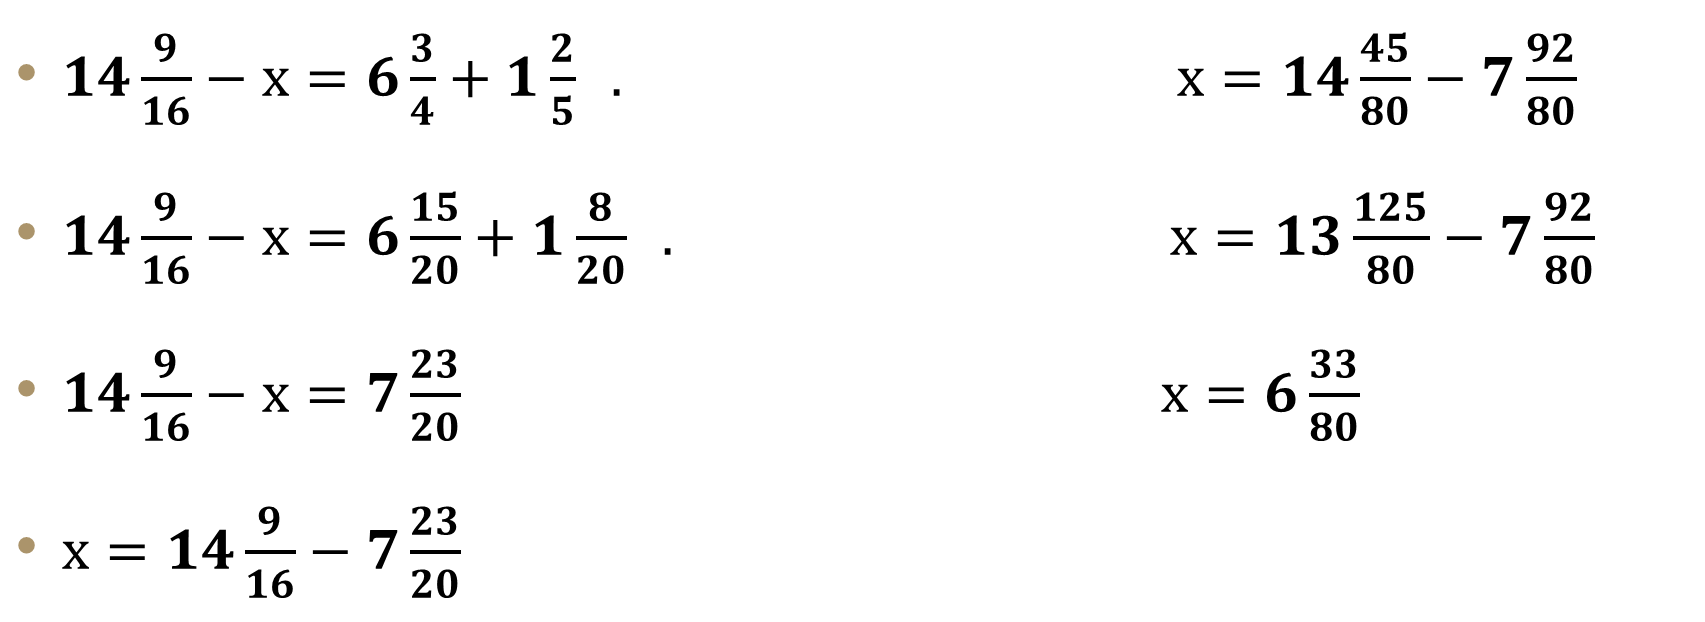 • 14 9/16 − x = 6 3/4 + 1 2/5 .
• 14 9/16 − x = 6 15/20 + 1 8/20 .
• 14 9/16 − x = 7 23/20
• x = 14 9/16 − 7 23/20
x = 14 45/80 − 7 92/80
x = 13 125/80 − 7 92/80
x = 6 33/80